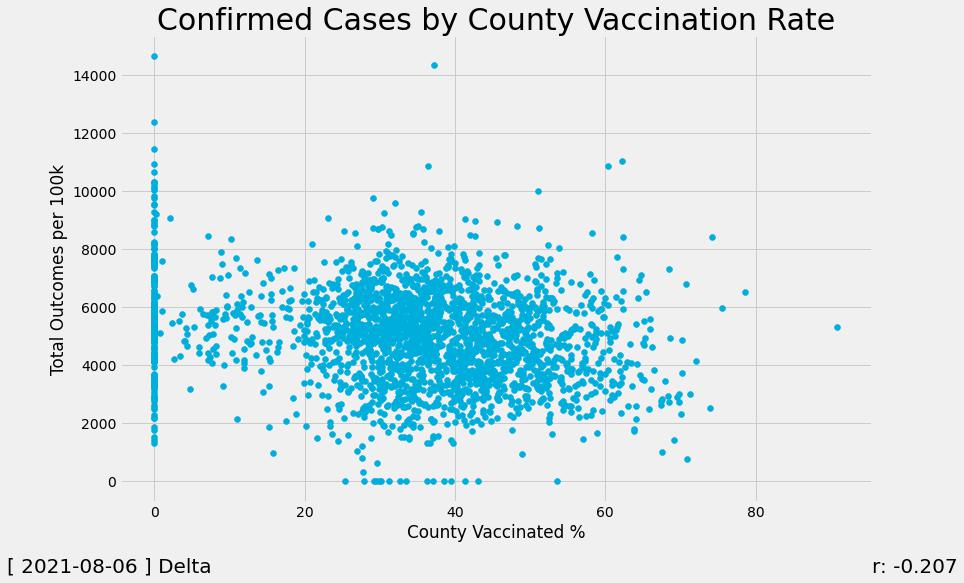 Confirmed Cases by County Vaccination Rate
Total Outcomes per 100k
14000
12000
10000
8000
6000
4000
2000
0
0 20 40 60 80
County Vaccinated %
[ 2021-08-06 ] Delta
r: -0.207